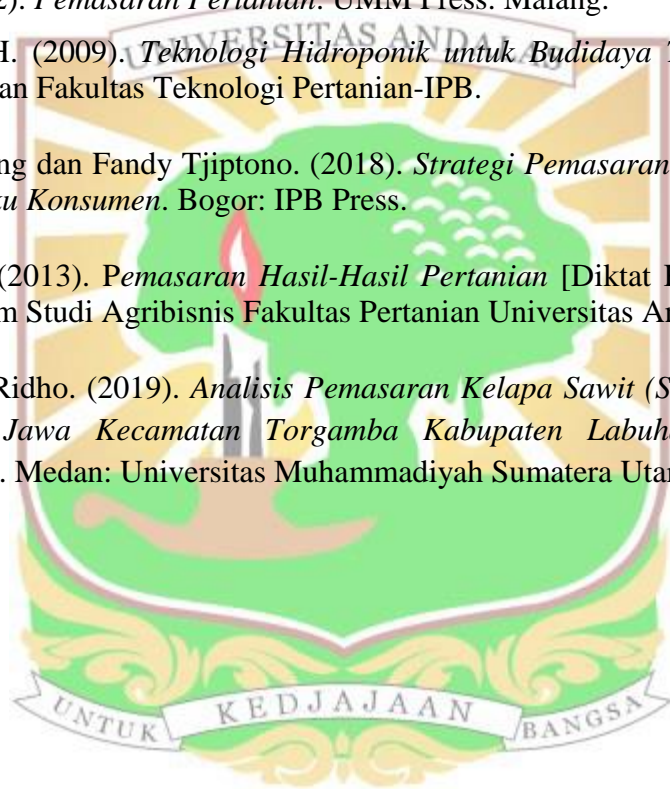 2). Pemasaran Pertanian. UMM Press. Malang.
UNIVERSITAS ANDALAS
H. (2009). Teknologi Hidroponik untuk Budidaya
an Fakultas Teknologi Pertanian-IPB.
ng dan Fandy Tjiptono. (2018). Strategi Pemasaran
u Konsumen. Bogor: IPB Press.
(2013). Pemasaran Hasil-Hasil Pertanian [Diktat
m Studi Agribisnis Fakultas Pertanian Universitas An
Ridho. (2019). Analisis Pemasaran Kelapa Sawit (S
Jawa Kecamatan Torgamba Kabupaten Labuh
. Medan: Universitas Muhammadiyah Sumatera Utar
UNTUK KEDJAJAAN BANGSA